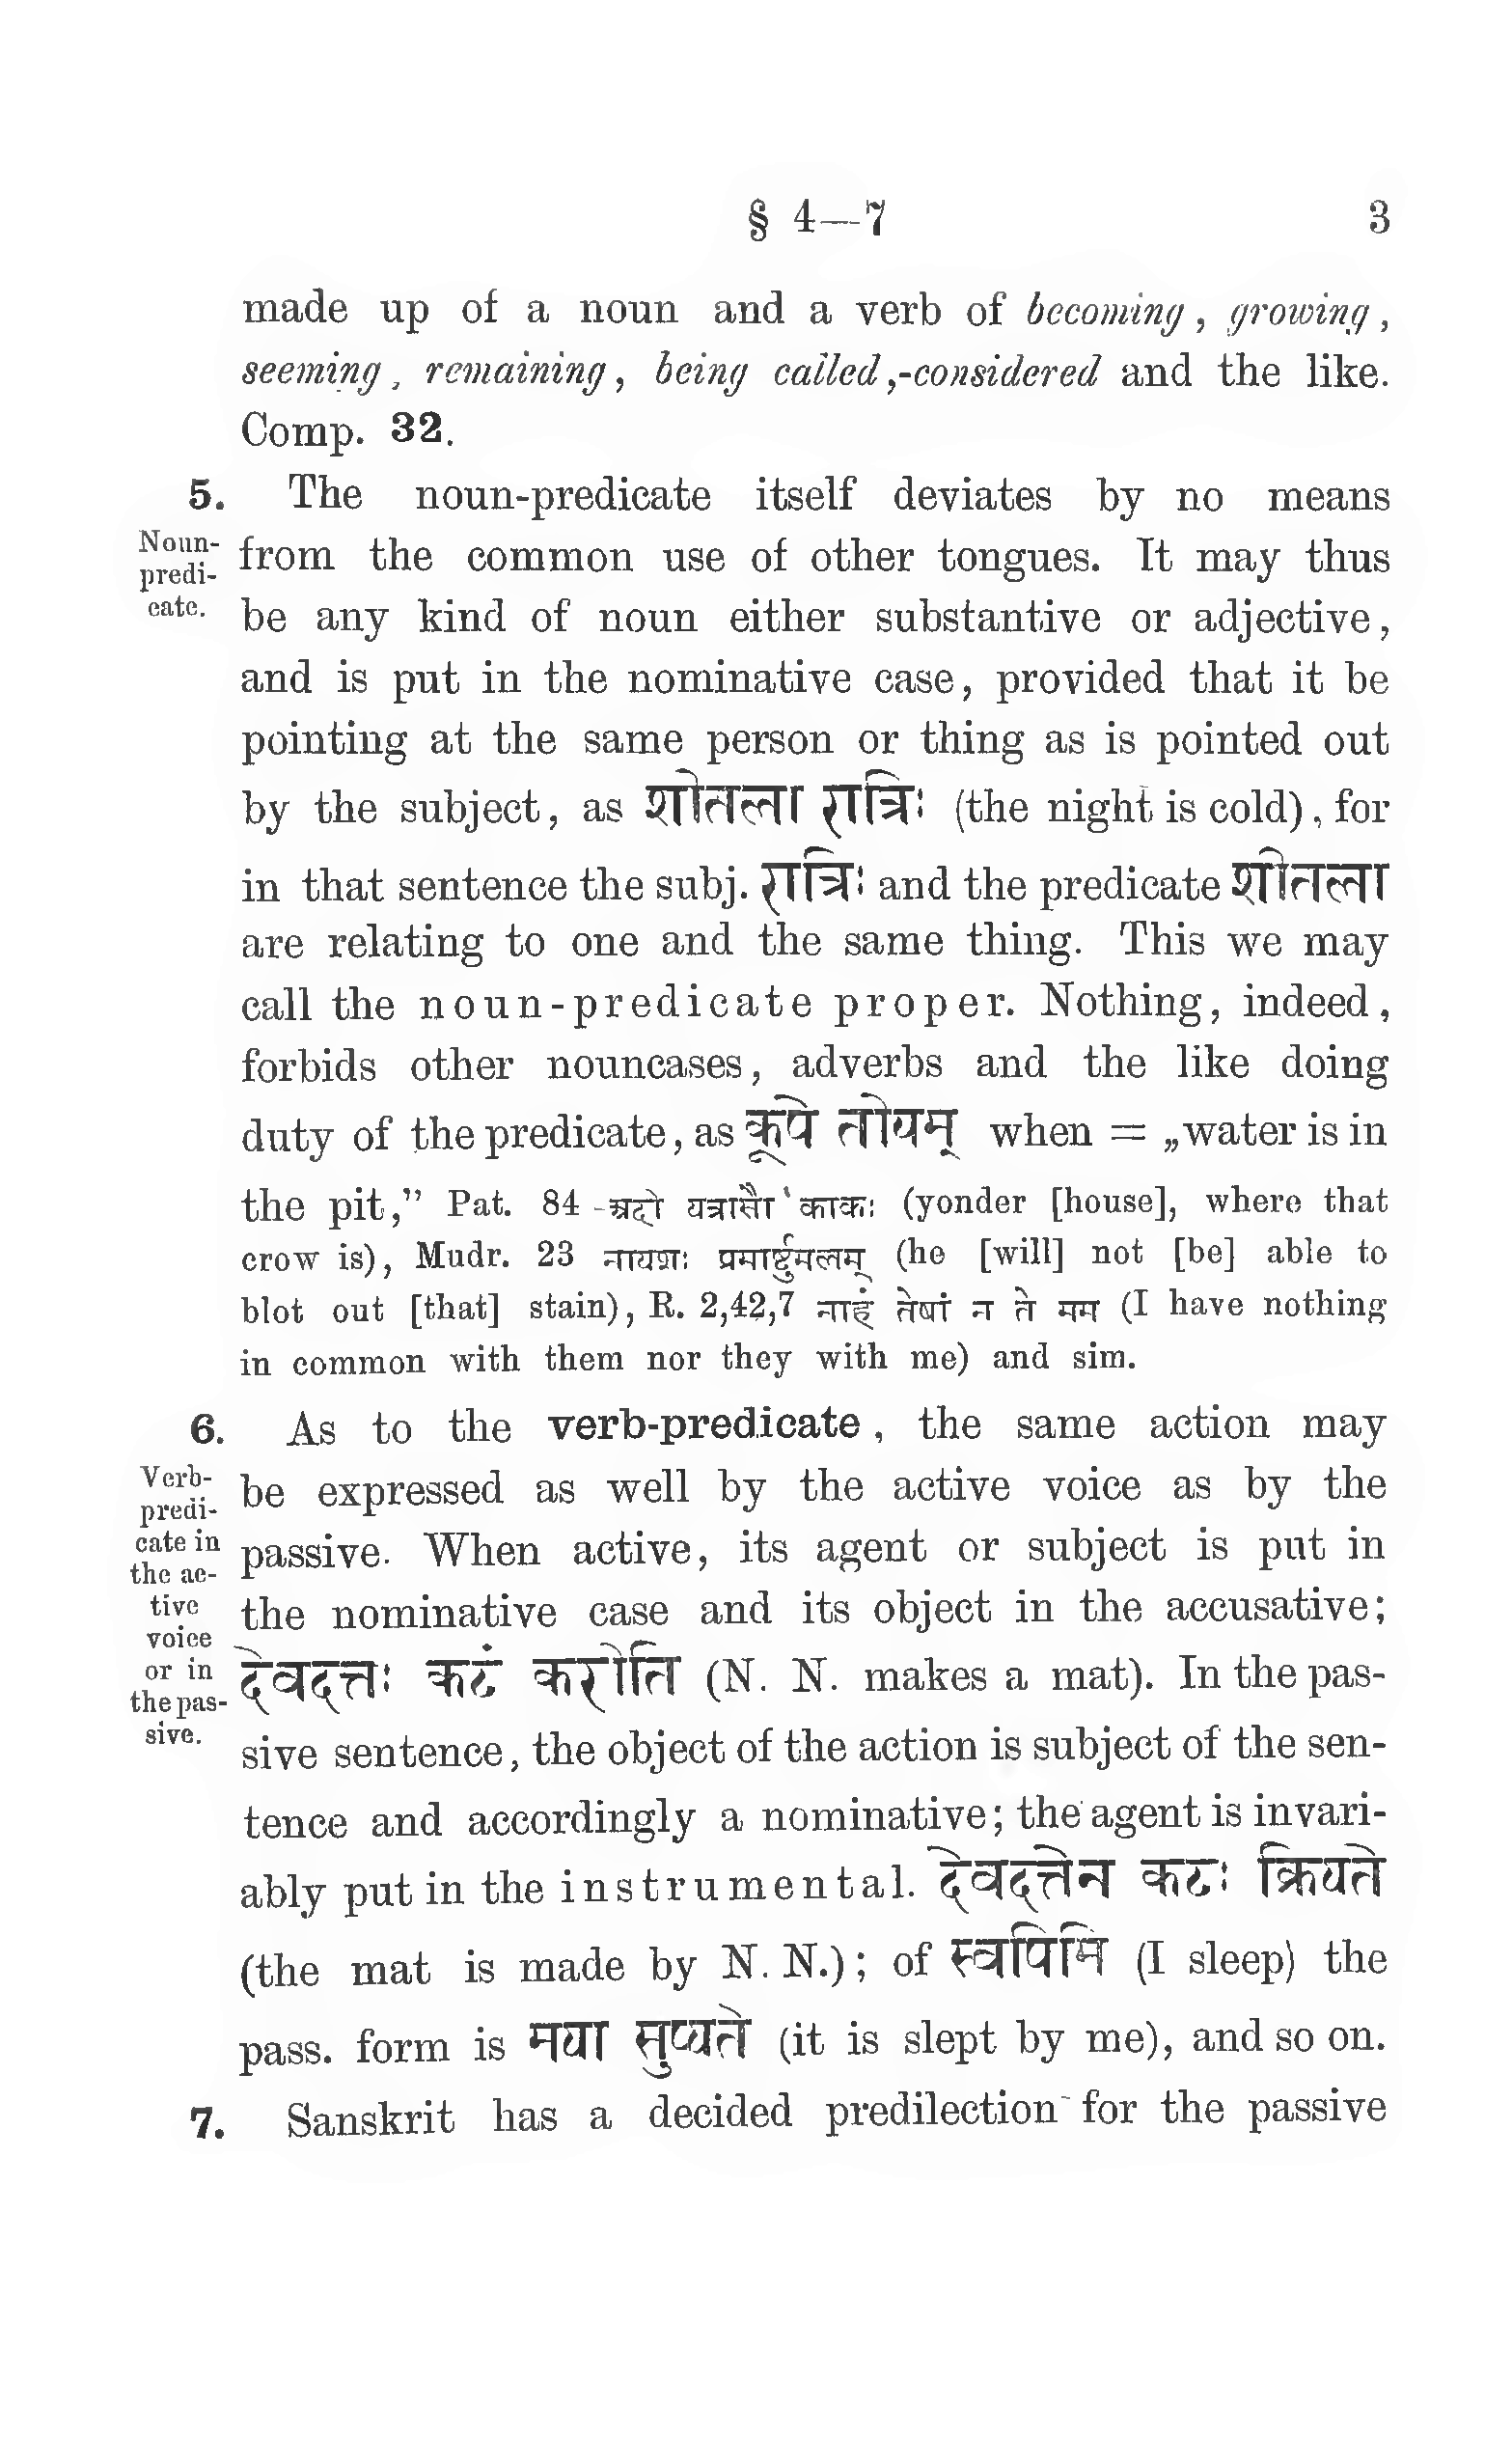 § 4—7 3
made up of a noun and a verb of becoming, growing,
seeming, remaining, being called,-considered and the like.
Comp. 32.
5. The noun-predicate itself deviates by no means
Noun-
predi-
cate.
from the common use of other tongues. It may thus
be any kind of noun either substantive or adjective,
and is put in the nominative case, provided that it be
pointing at the same person or thing as is pointed out
by the subject, as शीतला रात्रिः (the night is cold), for
in that sentence the subj. रात्रिः and the predicate शीतला
are relating to one and the same thing. This we may
call the noun-predicate proper. Nothing, indeed,
forbids other nouncases, adverbs and the like doing
duty of the predicate, as कूपे तोयम् when = „water is in
the pit,” Pat. 84 अदो यत्रासौ काकः (yonder [house], where that
crow is), Mudr. 23 नायशः प्रमार्ष्टुमलम् (he [will] not [be] able to
blot out [that] stain), R. 2,42,7 नाहं तेषां न ते मम (I have nothing
in common with them nor they with me) and sim.
6. As to the verb-predicate, the same action may
Verb-
predi-
cate in
the ac-
tive
voice
or in
the pas-
sive.
be expressed as well by the active voice as by the
passive. When active, its agent or subject is put in
the nominative case and its object in the accusative;
देवदत्तः कटं करोति (N. N. makes a mat). In the pas-
sive sentence, the object of the action is subject of the sen-
tence and accordingly a nominative; the agent is invari-
ably put in the instrumental. देवदत्तेन कटः क्रियते
(the mat is made by N. N.); of स्वपिमि (I sleep) the
pass. form is मया सुप्यते (it is slept by me), and so on.
7. Sanskrit has a decided predilection for the passive